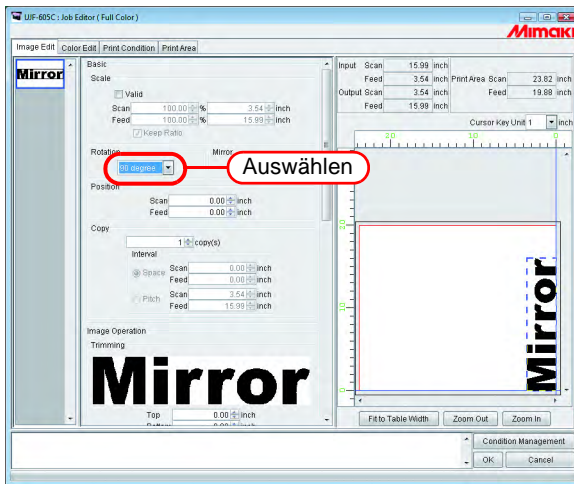 UJF-605C : Job Editor ( Full Color )
Mimaki
Image Edit Color Edit Print Condition Print Area
Mirror
Basic
Scale
Valid
Scan 100.00 % 3.54 inch
Feed 100.00 % 15.99 inch
Keep Ratio
Rotation Mirror
90 degree
Auswählen
Position
Scan 0.00 inch
Feed 0.00 inch
Copy
1 copy(s)
Interval
Space Scan 0.00 inch
Feed 0.00 inch
Pitch Scan 3.54 inch
Feed 15.99 inch
Image Operation
Trimming
Mirror
Top 0.00 inch
Input Scan 15.99 inch
Feed 3.54 inch Print Area Scan 23.82 inch
Output Scan 3.54 inch Feed 19.88 inch
Feed 15.99 inch
Cursor Key Unit 1 inch
20 10 0
20
10
0
Mirror
Fit to Table Width Zoom Out Zoom In
Condition Management
OK Cancel